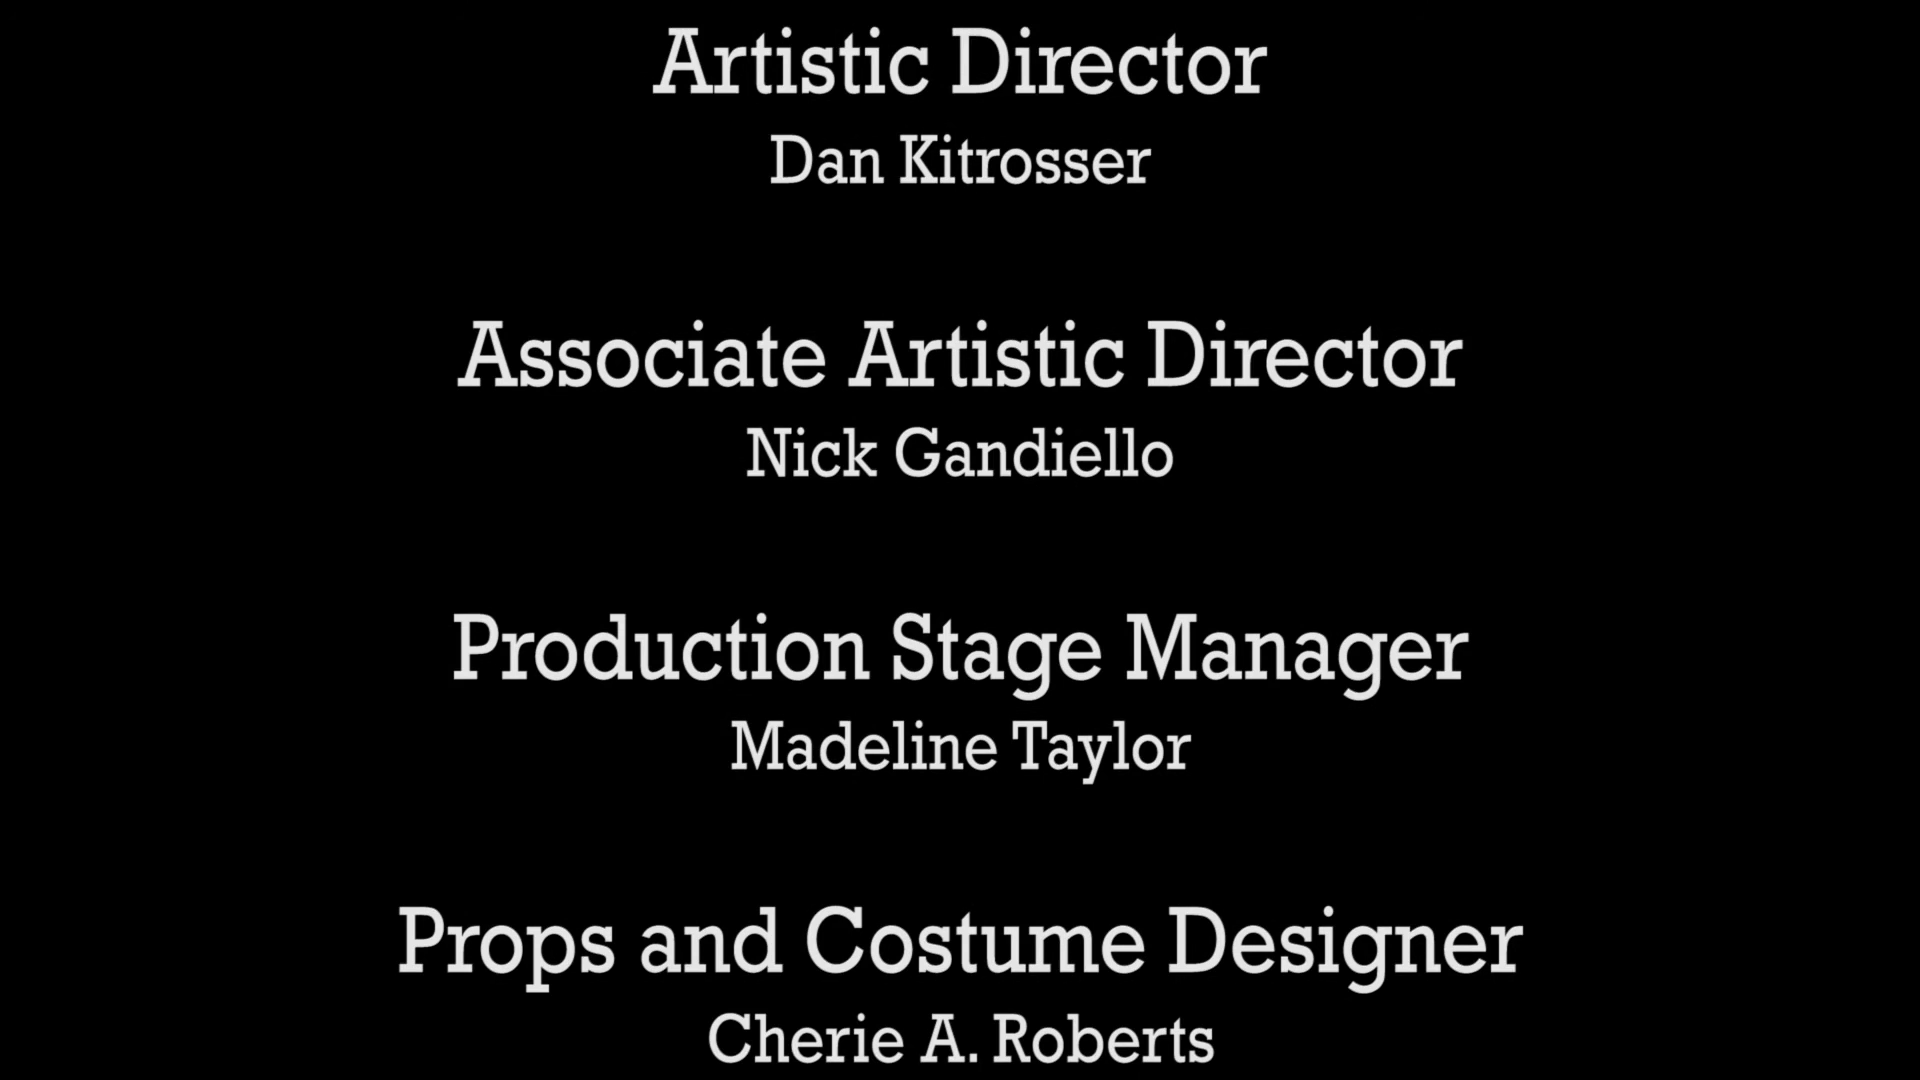 Artistic Director
Dan Kitrosser
Associate Artistic Director
Nick Gandiello
Production Stage Manager
Madeline Taylor
Props and Costume Designer
Cherie A. Roberts